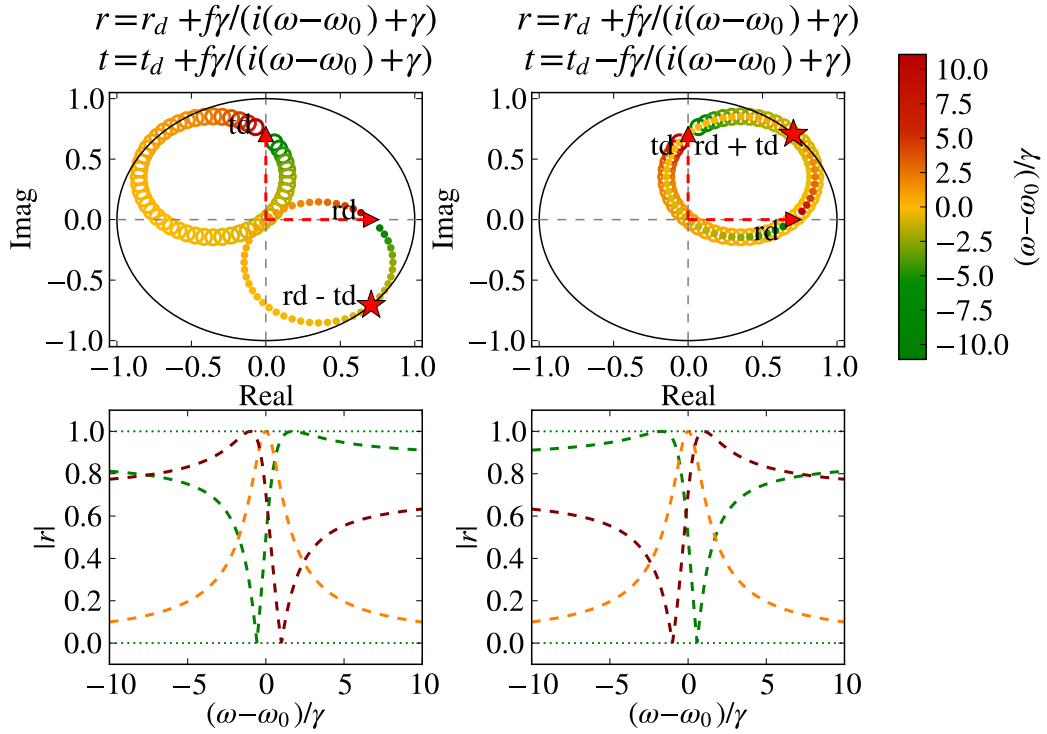 r = r_d + fγ/(i(ω−ω_0) + γ)
t = t_d + fγ/(i(ω−ω_0) + γ)
r = r_d + fγ/(i(ω−ω_0) + γ)
t = t_d − fγ/(i(ω−ω_0) + γ)
1.0
0.5
0.0
−0.5
−1.0
Imag
td
rd
rd - td
−1.0 −0.5 0.0 0.5 1.0
Real
1.0
0.5
0.0
−0.5
−1.0
Imag
td
rd + td
rd
−1.0 −0.5 0.0 0.5 1.0
Real
10.0
7.5
5.0
2.5
0.0
−2.5
−5.0
−7.5
−10.0
(ω−ω_0)/γ
1.0
0.8
0.6
0.4
0.2
0.0
|r|
−10 −5 0 5 10
(ω−ω_0)/γ
1.0
0.8
0.6
0.4
0.2
0.0
|r|
−10 −5 0 5 10
(ω−ω_0)/γ